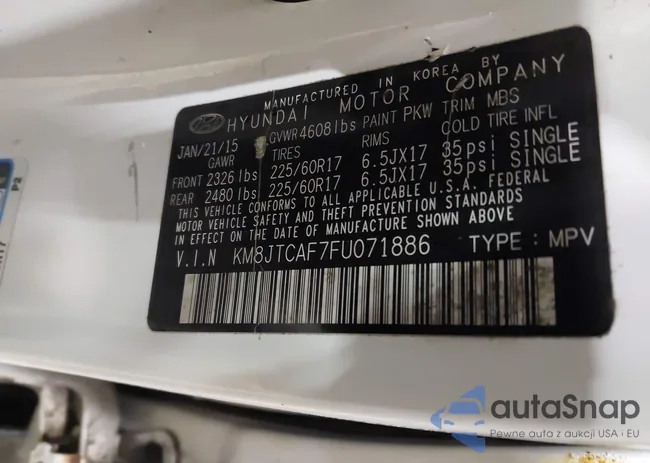 MANUFACTURED IN KOREA BY
HYUNDAI MOTOR COMPANY
JAN/21/15 GVWR 4608 lbs PAINT PKW TRIM MBS
GAWR TIRES RIMS COLD TIRE INFL
FRONT 2326 lbs 225/60R17 6.5JX17 35psi SINGLE
REAR 2480 lbs 225/60R17 6.5JX17 35psi SINGLE
THIS VEHICLE CONFORMS TO ALL APPLICABLE U.S.A. FEDERAL
MOTOR VEHICLE SAFETY AND THEFT PREVENTION STANDARDS
IN EFFECT ON THE DATE OF MANUFACTURE SHOWN ABOVE
V.I.N KM8JTCAF7FU071886 TYPE : MPV
P2
autaSnap
Pewne auta z aukcji USA i EU